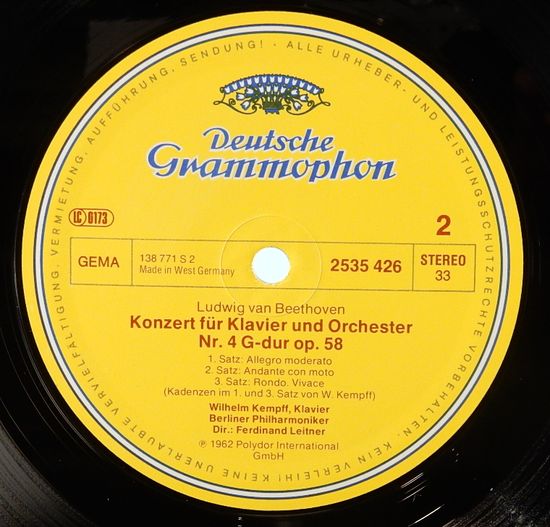 ALLE URHEBER- UND LEISTUNGSSCHUTZRECHTE VORBEHALTEN. KEIN VERLEIH! KEINE UNERLAUBTE VERVIELFÄLTIGUNG, VERMIETUNG, AUFFÜHRUNG, SENDUNG! ·
Deutsche
Grammophon
LC 0173
2
GEMA
138 771 S 2
Made in West Germany
2535 426
STEREO
33
Ludwig van Beethoven
Konzert für Klavier und Orchester
Nr. 4 G-dur op. 58
1. Satz: Allegro moderato
2. Satz: Andante con moto
3. Satz: Rondo. Vivace
(Kadenzen im 1. und 3. Satz von W. Kempff)
Wilhelm Kempff, Klavier
Berliner Philharmoniker
Dir.: Ferdinand Leitner
℗ 1962 Polydor International
GmbH